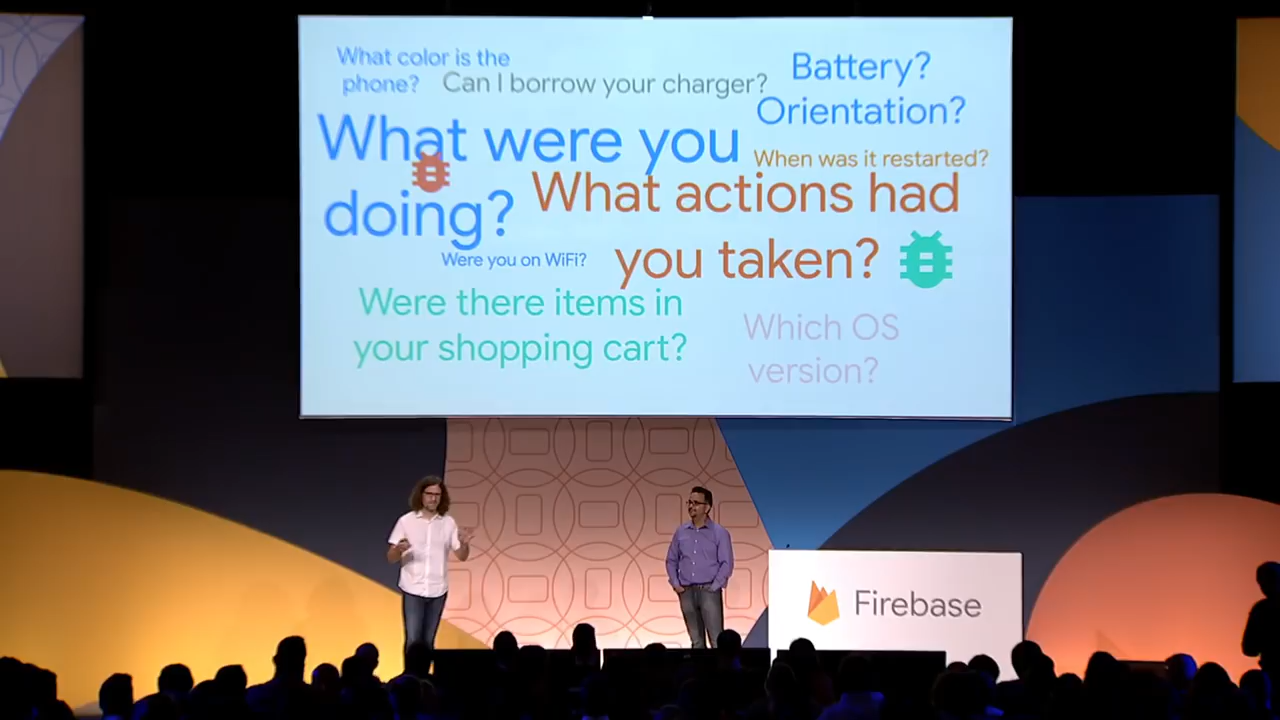 What color is the
phone?
Can I borrow your charger?
Battery?
Orientation?
What were you
doing?
When was it restarted?
What actions had
you taken?
Were you on WiFi?
Were there items in
your shopping cart?
Which OS
version?
Firebase